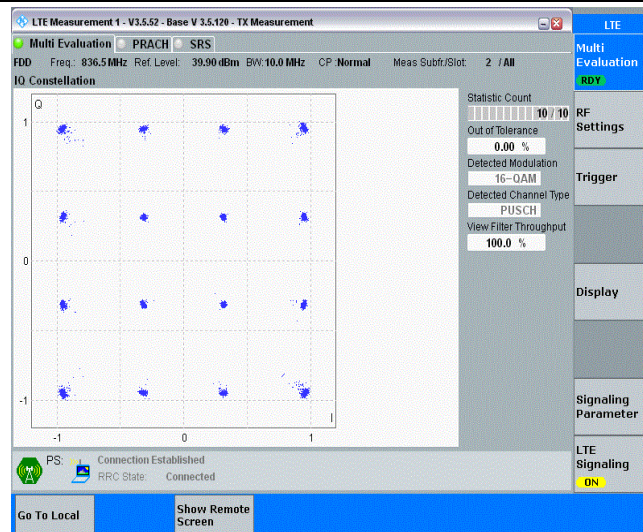 LTE Measurement 1 - V3.5.52 - Base V 3.5.120 - TX Measurement
LTE
Multi Evaluation PRACH SRS
Multi
Evaluation
RDY
FDD Freq.: 836.5 MHz Ref. Level: 39.90 dBm BW: 10.0 MHz CP : Normal Meas Subfr./Slot: 2 / All
IQ Constellation
Q
1
0
-1
-1 0 1
I
Statistic Count
10 / 10
Out of Tolerance
0.00 %
Detected Modulation
16-QAM
Detected Channel Type
PUSCH
View Filter Throughput
100.0 %
RF
Settings
Trigger
Display
Signaling
Parameter
LTE
Signaling
ON
PS: Connection Established
RRC State: Connected
Go To Local
Show Remote
Screen